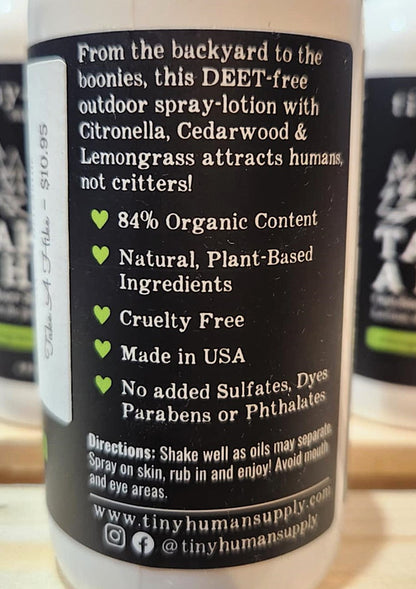 From the backyard to the
boonies, this DEET-free
outdoor spray-lotion with
Citronella, Cedarwood &
Lemongrass attracts humans,
not critters!
84% Organic Content
Natural, Plant-Based
Ingredients
Cruelty Free
Made in USA
No added Sulfates, Dyes
Parabens or Phthalates
Directions: Shake well as oils may separate.
Spray on skin, rub in and enjoy! Avoid mouth
and eye areas.
www.tinyhumansupply.com
@tinyhumansupply
Take A Hike - $10.95